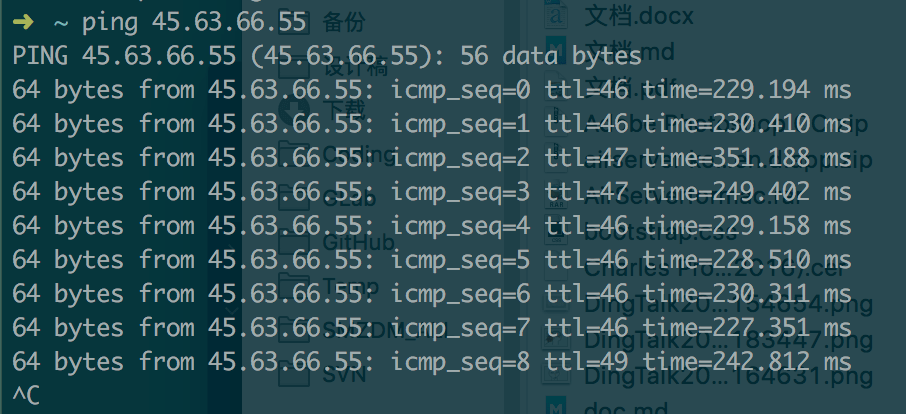 ➜ ~ ping 45.63.66.55
PING 45.63.66.55 (45.63.66.55): 56 data bytes
64 bytes from 45.63.66.55: icmp_seq=0 ttl=46 time=229.194 ms
64 bytes from 45.63.66.55: icmp_seq=1 ttl=46 time=230.410 ms
64 bytes from 45.63.66.55: icmp_seq=2 ttl=47 time=351.188 ms
64 bytes from 45.63.66.55: icmp_seq=3 ttl=47 time=249.402 ms
64 bytes from 45.63.66.55: icmp_seq=4 ttl=46 time=229.158 ms
64 bytes from 45.63.66.55: icmp_seq=5 ttl=46 time=228.510 ms
64 bytes from 45.63.66.55: icmp_seq=6 ttl=46 time=230.311 ms
64 bytes from 45.63.66.55: icmp_seq=7 ttl=46 time=227.351 ms
64 bytes from 45.63.66.55: icmp_seq=8 ttl=49 time=242.812 ms
^C
备份
设计稿
下载
Coding
GitHub
Temp
SVN
文档.docx
文档.md
文档.pdf
bootstrap.css
DingTalk20...154654.png
DingTalk20...183447.png
DingTalk20...164631.png
doc.md